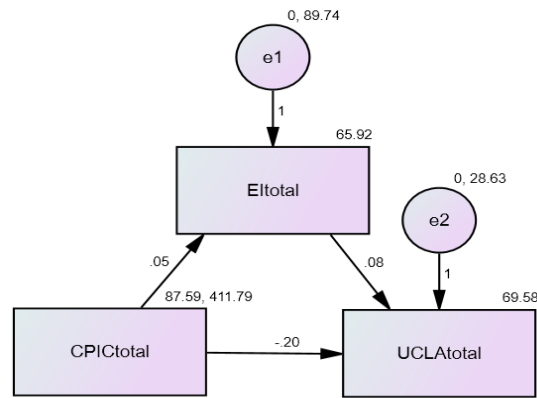 0, 89.74
e1
1
65.92
EItotal
0, 28.63
e2
.05
.08
1
87.59, 411.79
69.58
CPICtotal
-.20
UCLAtotal